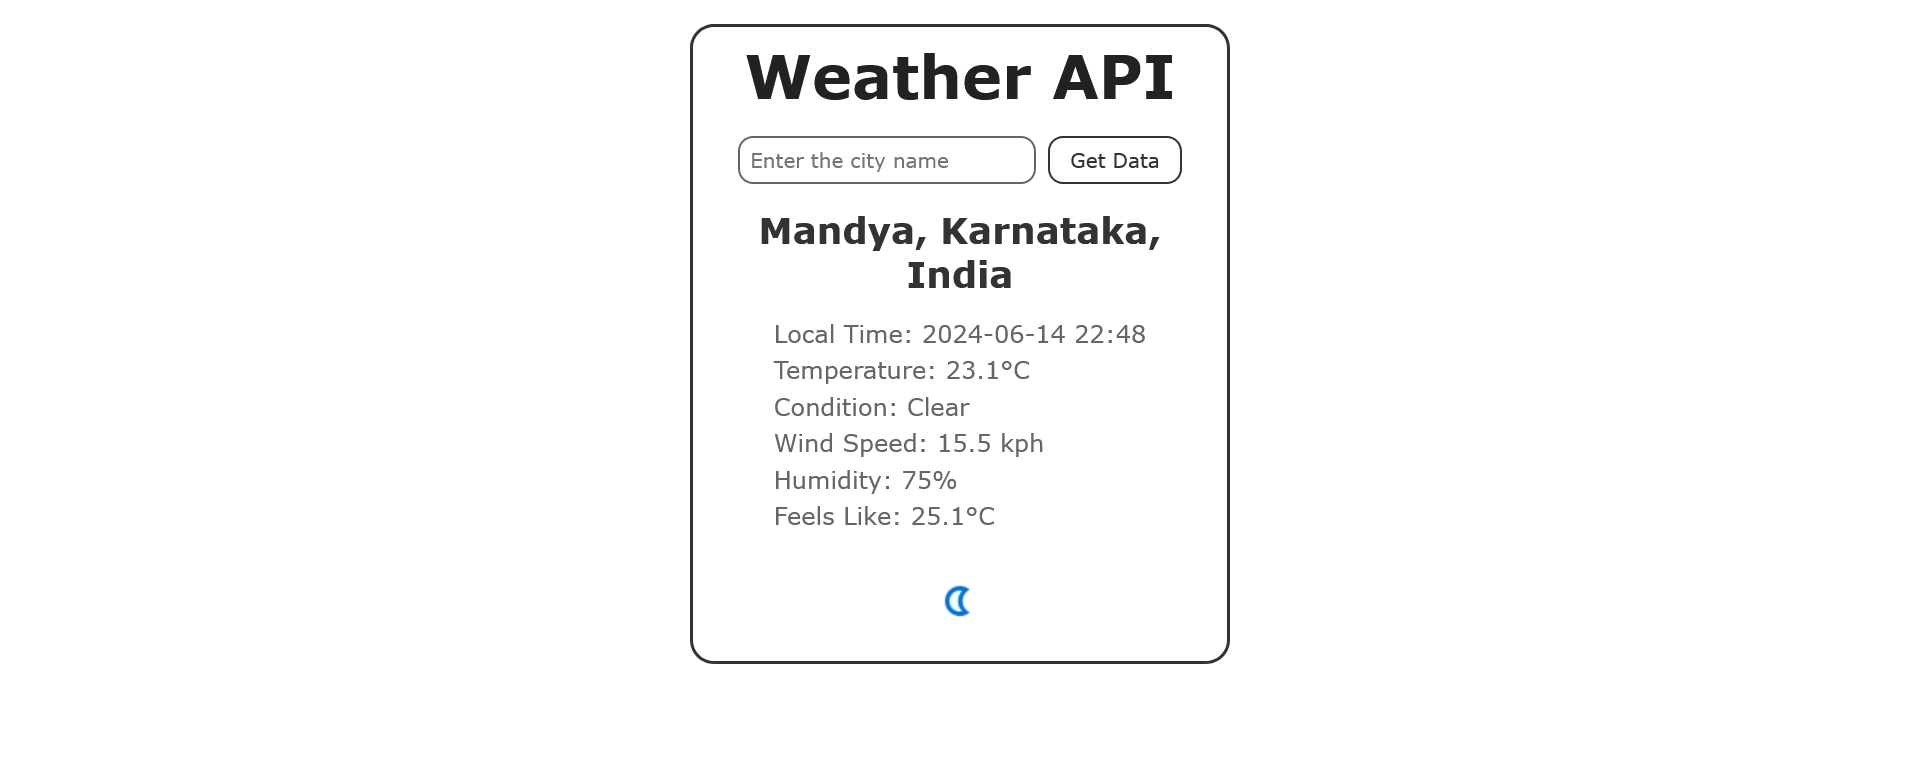 Weather API
Enter the city name
Get Data
Mandya, Karnataka,
India
Local Time: 2024-06-14 22:48
Temperature: 23.1°C
Condition: Clear
Wind Speed: 15.5 kph
Humidity: 75%
Feels Like: 25.1°C